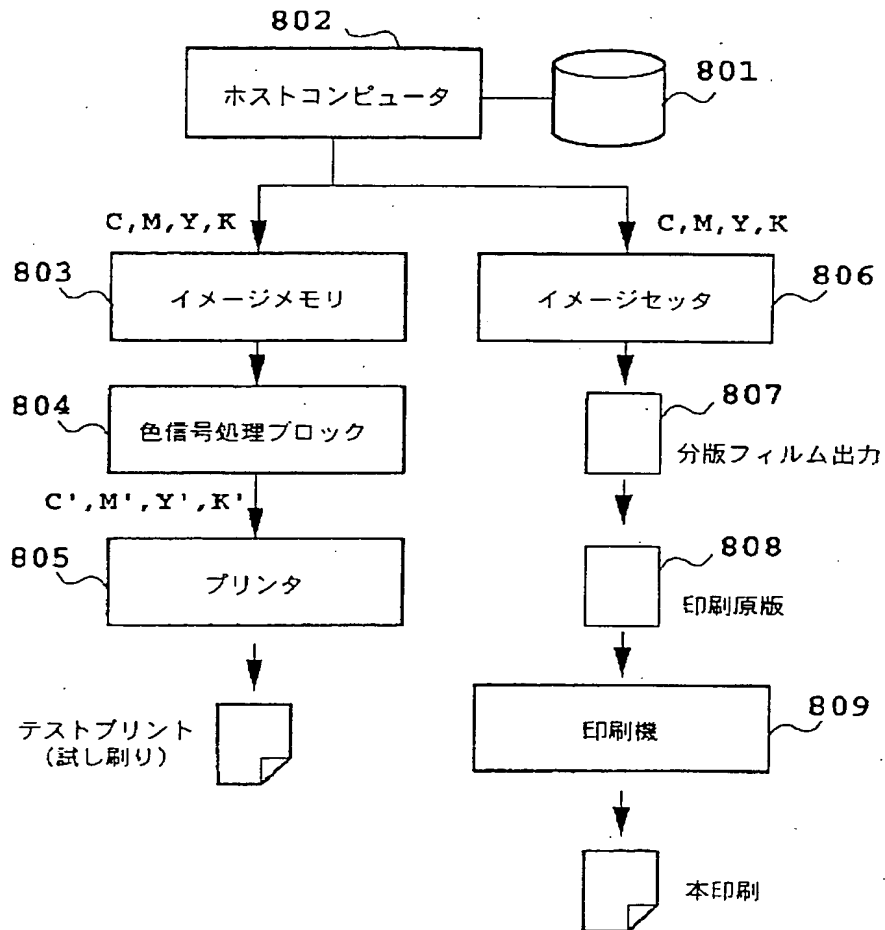 802
ホストコンピュータ
801
C,M,Y,K
C,M,Y,K
803
イメージメモリ
イメージセッタ
806
804
色信号処理ブロック
807
分版フィルム出力
C',M',Y',K'
805
プリンタ
808
印刷原版
テストプリント
(試し刷り)
印刷機
809
本印刷